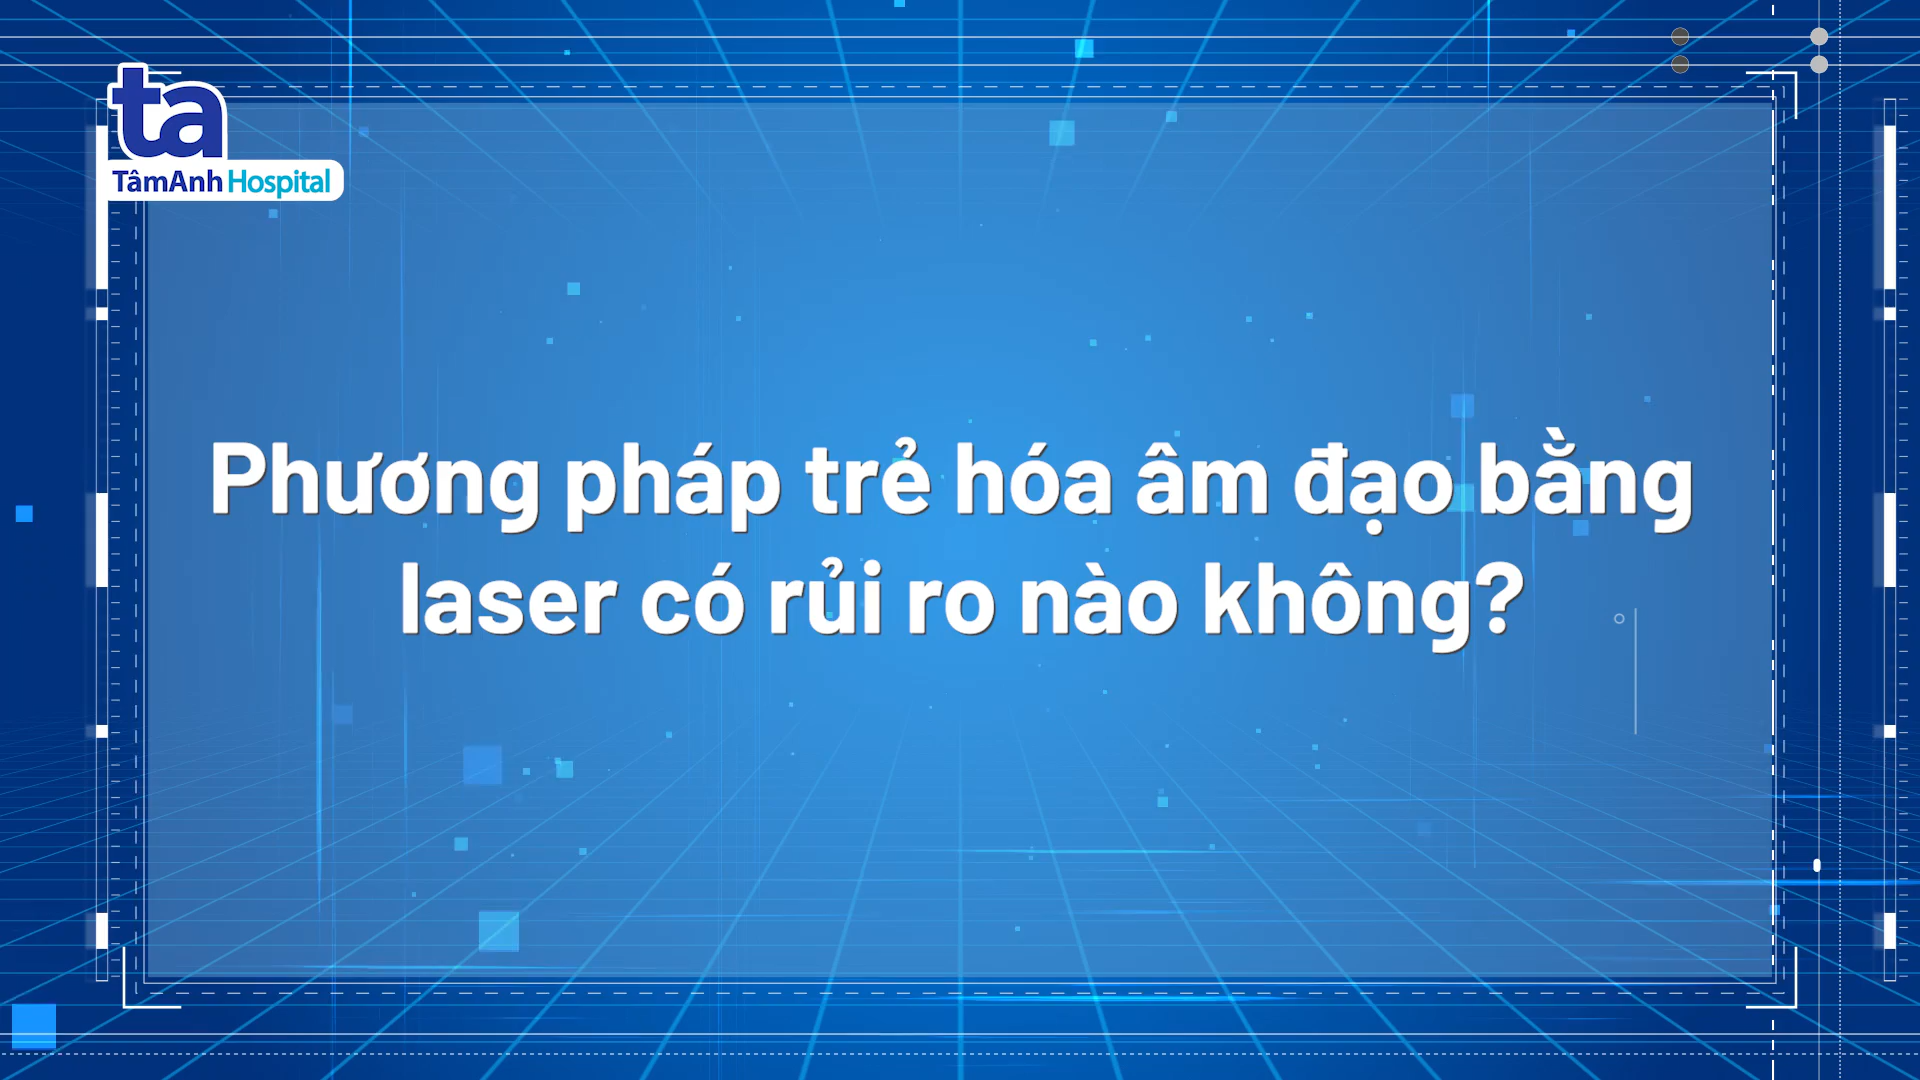 ta
TâmAnh Hospital
Phương pháp trẻ hóa âm đạo bằng
laser có rủi ro nào không?